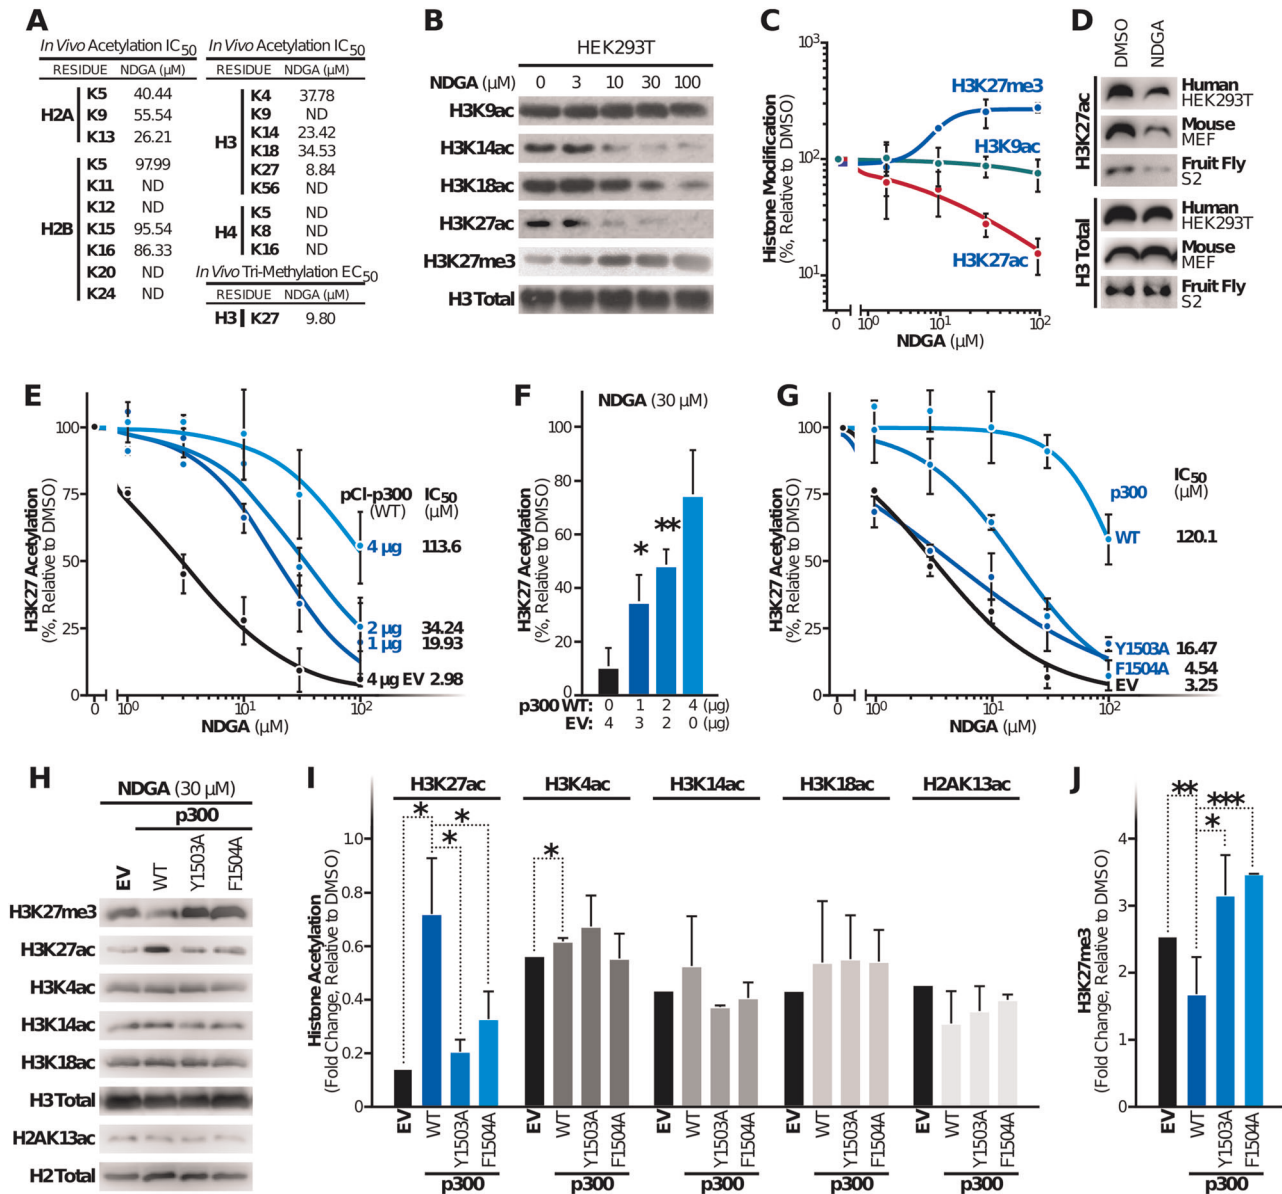 A
In Vivo Acetylation IC50
RESIDUE NDGA (µM)
H2A
K5 40.44
K9 55.54
K13 26.21
H2B
K5 97.99
K11 ND
K12 ND
K15 95.54
K16 86.33
K20 ND
K24 ND
In Vivo Acetylation IC50
RESIDUE NDGA (µM)
H3
K4 37.78
K9 ND
K14 23.42
K18 34.53
K27 8.84
K56 ND
H4
K5 ND
K8 ND
K16 ND
In Vivo Tri-Methylation EC50
RESIDUE NDGA (µM)
H3 K27 9.80
B
HEK293T
NDGA (µM) 0 3 10 30 100
H3K9ac
H3K14ac
H3K18ac
H3K27ac
H3K27me3
H3 Total
C
Histone Modification
(%, Relative to DMSO)
10³
10²
10¹
H3K27me3
H3K9ac
H3K27ac
0 10⁰ 10¹ 10²
NDGA (µM)
D
DMSO
NDGA
H3K27ac
Human
HEK293T
Mouse
MEF
Fruit Fly
S2
H3 Total
Human
HEK293T
Mouse
MEF
Fruit Fly
S2
E
H3K27 Acetylation
(%, Relative to DMSO)
100
75
50
25
0
pCI-p300 IC50
(WT) (µM)
4 µg 113.6
2 µg 34.24
1 µg 19.93
4 µg EV 2.98
0 10⁰ 10¹ 10²
NDGA (µM)
F
NDGA (30 µM)
H3K27 Acetylation
(%, Relative to DMSO)
100
80
60
40
20
0
*
**
p300 WT: 0 1 2 4 (µg)
EV: 4 3 2 0 (µg)
G
H3K27 Acetylation
(%, Relative to DMSO)
100
75
50
25
0
p300 IC50
(µM)
WT 120.1
Y1503A 16.47
F1504A 4.54
EV 3.25
0 10⁰ 10¹ 10²
NDGA (µM)
H
NDGA (30 µM)
p300
EV WT Y1503A F1504A
H3K27me3
H3K27ac
H3K4ac
H3K14ac
H3K18ac
H3 Total
H2AK13ac
H2 Total
I
H3K27ac H3K4ac H3K14ac H3K18ac H2AK13ac
Histone Acetylation
(Fold Change, Relative to DMSO)
1.0
0.8
0.6
0.4
0.2
0
*
*
*
*
EV WT Y1503A F1504A
p300
EV WT Y1503A F1504A
p300
EV WT Y1503A F1504A
p300
EV WT Y1503A F1504A
p300
EV WT Y1503A F1504A
p300
J
H3K27me3
(Fold Change, Relative to DMSO)
4
3
2
1
0
**
***
*
EV WT Y1503A F1504A
p300